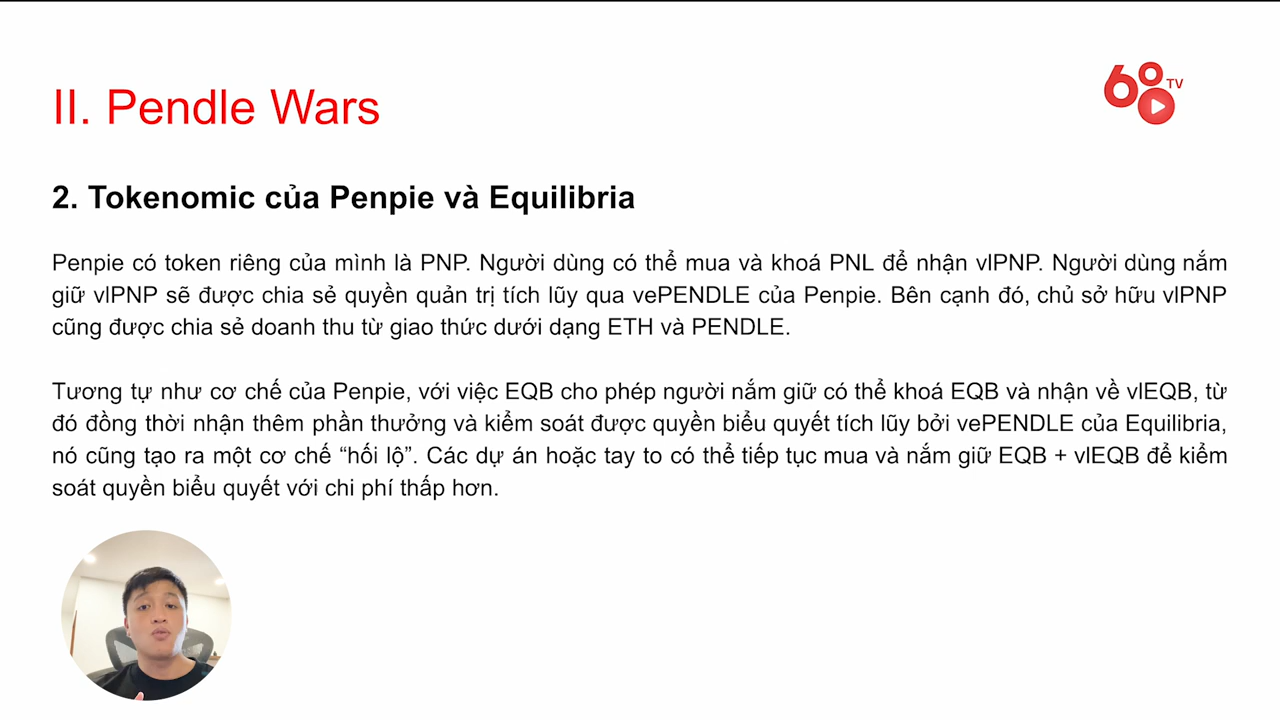 II. Pendle Wars
68 TV
2. Tokenomic của Penpie và Equilibria
Penpie có token riêng của mình là PNP. Người dùng có thể mua và khoá PNL để nhận vlPNP. Người dùng nắm
giữ vlPNP sẽ được chia sẻ quyền quản trị tích lũy qua vePENDLE của Penpie. Bên cạnh đó, chủ sở hữu vlPNP
cũng được chia sẻ doanh thu từ giao thức dưới dạng ETH và PENDLE.
Tương tự như cơ chế của Penpie, với việc EQB cho phép người nắm giữ có thể khoá EQB và nhận về vlEQB, từ
đó đồng thời nhận thêm phần thưởng và kiểm soát được quyền biểu quyết tích lũy bởi vePENDLE của Equilibria,
nó cũng tạo ra một cơ chế “hối lộ”. Các dự án hoặc tay to có thể tiếp tục mua và nắm giữ EQB + vlEQB để kiểm
soát quyền biểu quyết với chi phí thấp hơn.